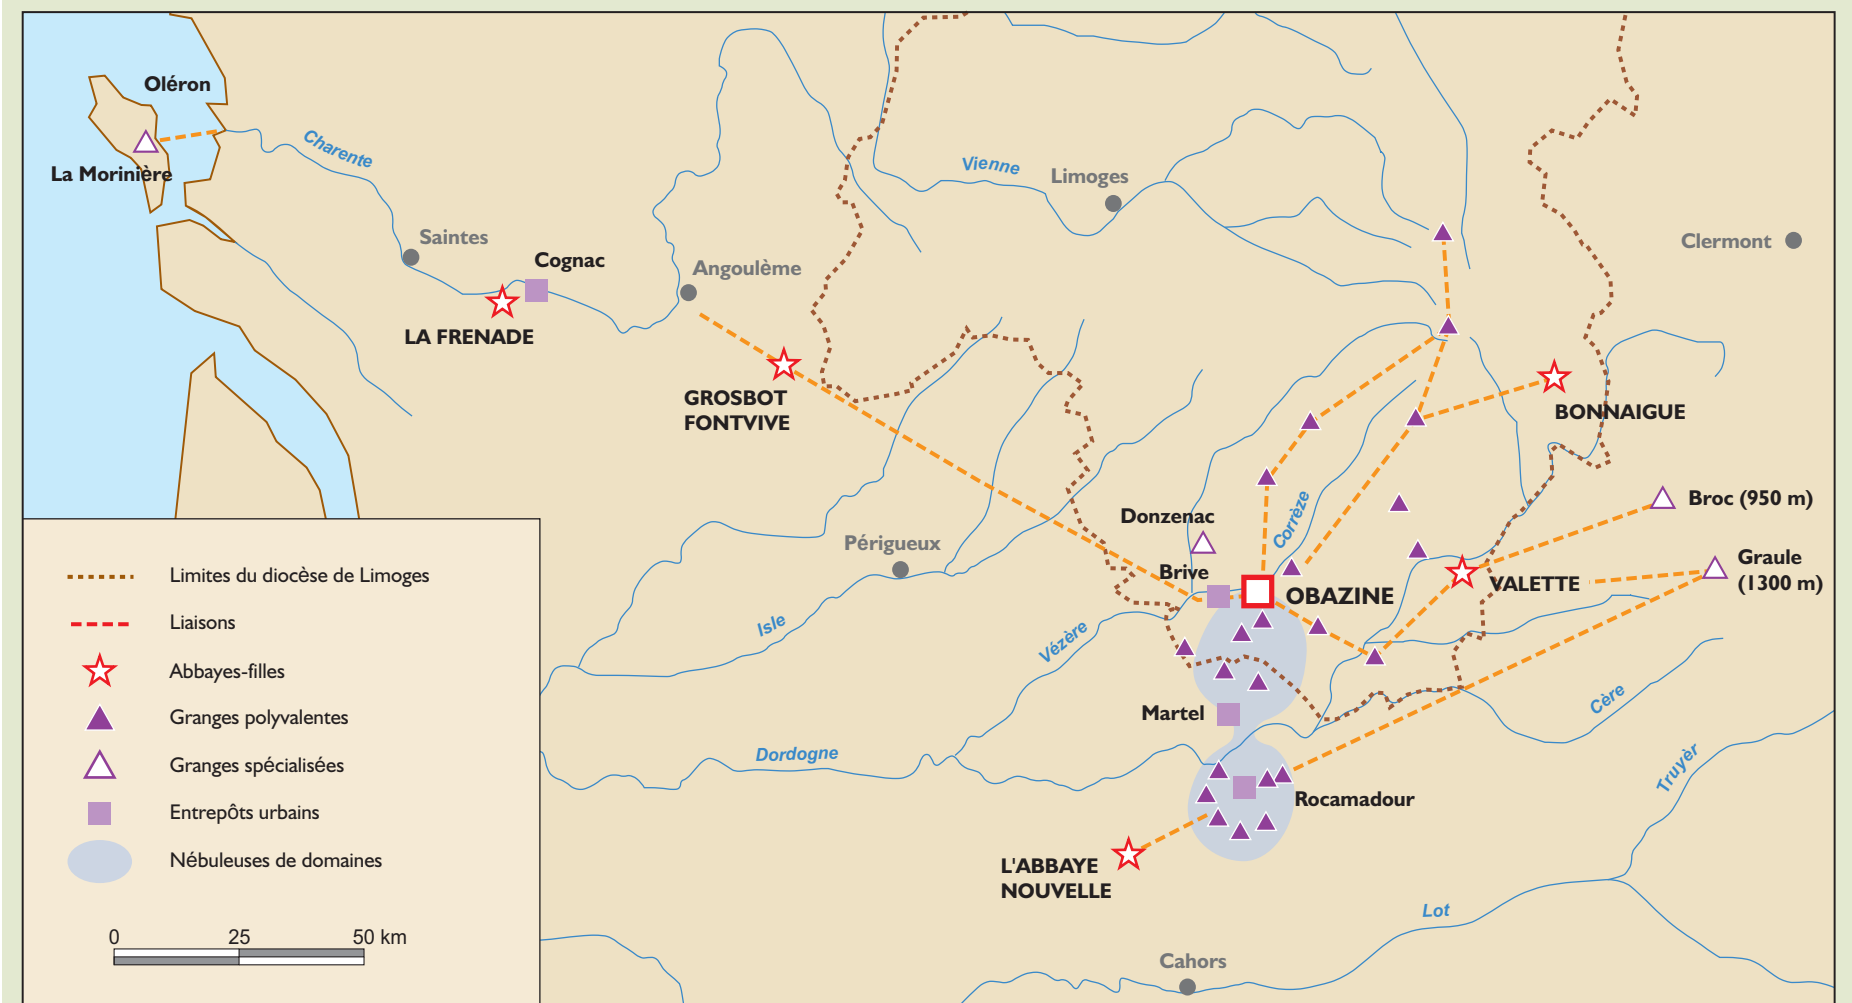 Oléron
La Morinière
Charente
Saintes
Cognac
LA FRENADE
Angoulème
GROSBOT
FONTVIVE
Vienne
Limoges
Clermont
BONNAIGUE
Broc (950 m)
Graule
(1300 m)
VALETTE
Donzenac
Corrèze
Brive
OBAZINE
Périgueux
Isle
Vézère
Martel
Dordogne
Cère
Truyèr
Rocamadour
L'ABBAYE
NOUVELLE
Lot
Cahors
Limites du diocèse de Limoges
Liaisons
Abbayes-filles
Granges polyvalentes
Granges spécialisées
Entrepôts urbains
Nébuleuses de domaines
0 25 50 km